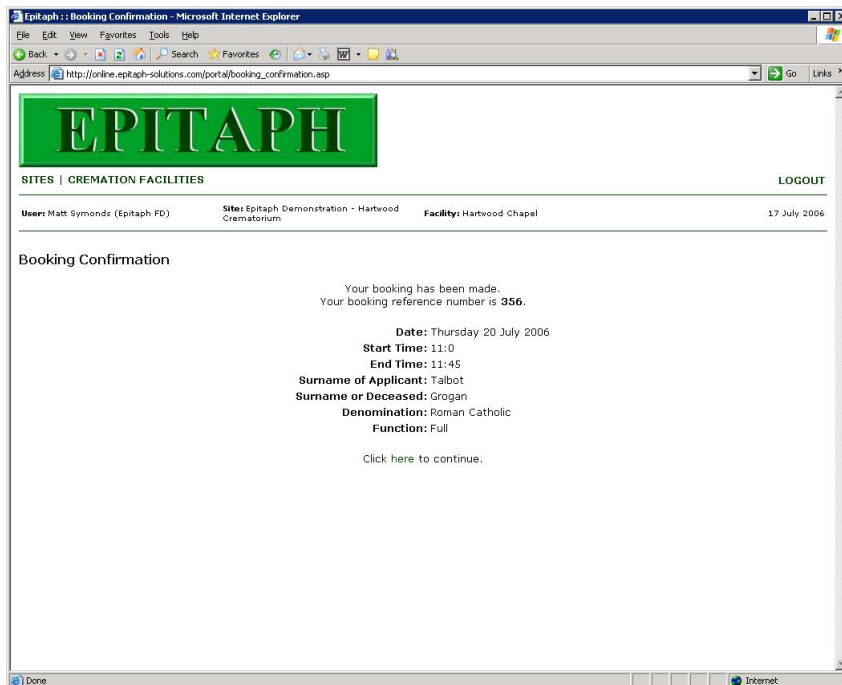 Epitaph : : Booking Confirmation - Microsoft Internet Explorer
File Edit View Favorites Tools Help
Back Search Favorites
Address http://online.epitaph-solutions.com/portal/booking_confirmation.asp Go Links
EPITAPH
SITES | CREMATION FACILITIES LOGOUT
User: Matt Symonds (Epitaph FD) Site: Epitaph Demonstration - Hartwood Crematorium Facility: Hartwood Chapel 17 July 2006
Booking Confirmation
Your booking has been made.
Your booking reference number is 356.
Date: Thursday 20 July 2006
Start Time: 11:0
End Time: 11:45
Surname of Applicant: Talbot
Surname or Deceased: Grogan
Denomination: Roman Catholic
Function: Full
Click here to continue.
Done Internet